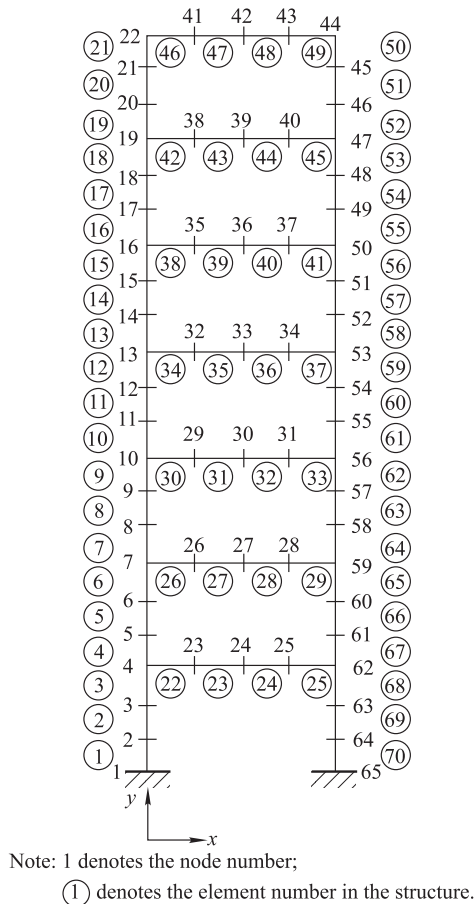 41 42 43 44
㉑ 22 ㊻ ㊼ ㊽ ㊾ ㊿
21 45
⑳ (51)
20 46
⑲ 38 39 40 (52)
19 47
⑱ ㊷ ㊸ ㊹ ㊺ (53)
18 48
⑰ (54)
17 49
⑯ 35 36 37 (55)
16 50
⑮ ㊳ ㊴ ㊵ ㊶ (56)
15 51
⑭ (57)
14 52
⑬ 32 33 34 (58)
13 53
⑫ ㉞ ㉟ ㊱ ㊲ (59)
12 54
⑪ (60)
11 55
⑩ 29 30 31 (61)
10 56
⑨ ㉚ ㉛ ㉜ ㉝ (62)
9 57
⑧ (63)
8 58
⑦ 26 27 28 (64)
7 59
⑥ ㉖ ㉗ ㉘ ㉙ (65)
6 60
⑤ (66)
5 61
④ 23 24 25 (67)
4 62
③ ㉒ ㉓ ㉔ ㉕ (68)
3 63
② (69)
2 64
① (70)
1 65
y
x
Note: 1 denotes the node number;
① denotes the element number in the structure.